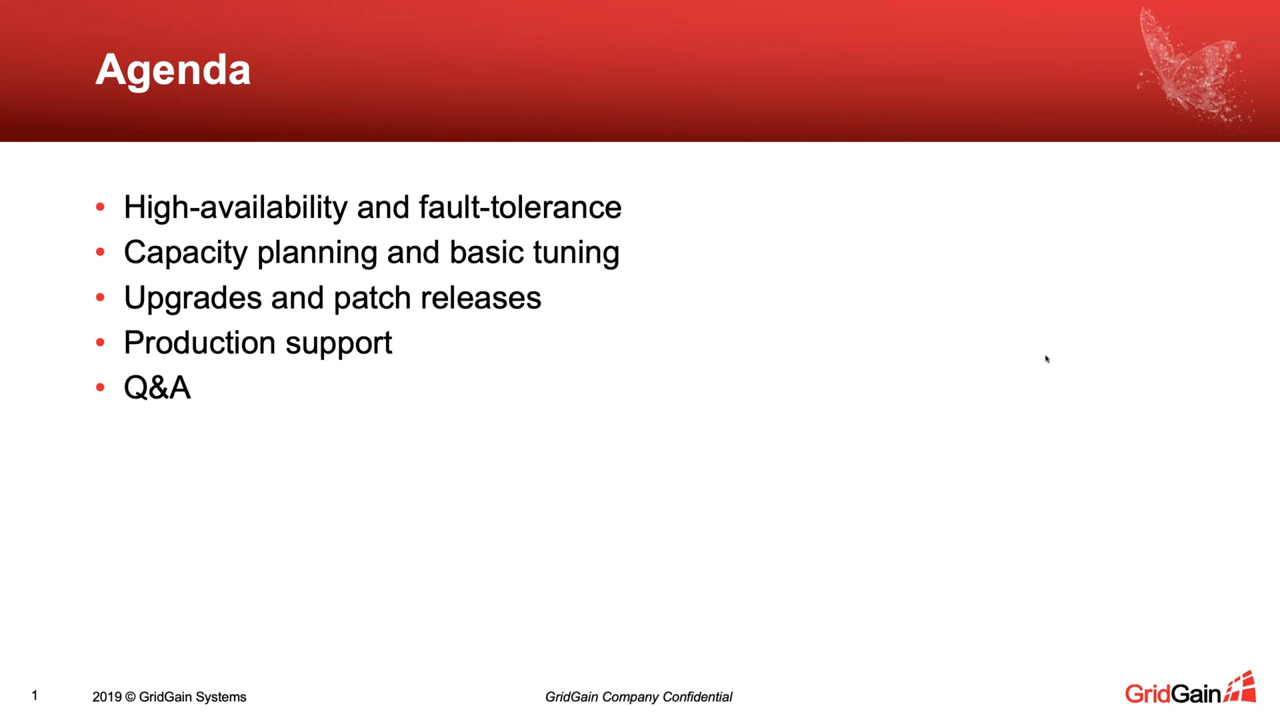 Agenda
• High-availability and fault-tolerance
• Capacity planning and basic tuning
• Upgrades and patch releases
• Production support
• Q&A
1 2019 © GridGain Systems GridGain Company Confidential GridGain